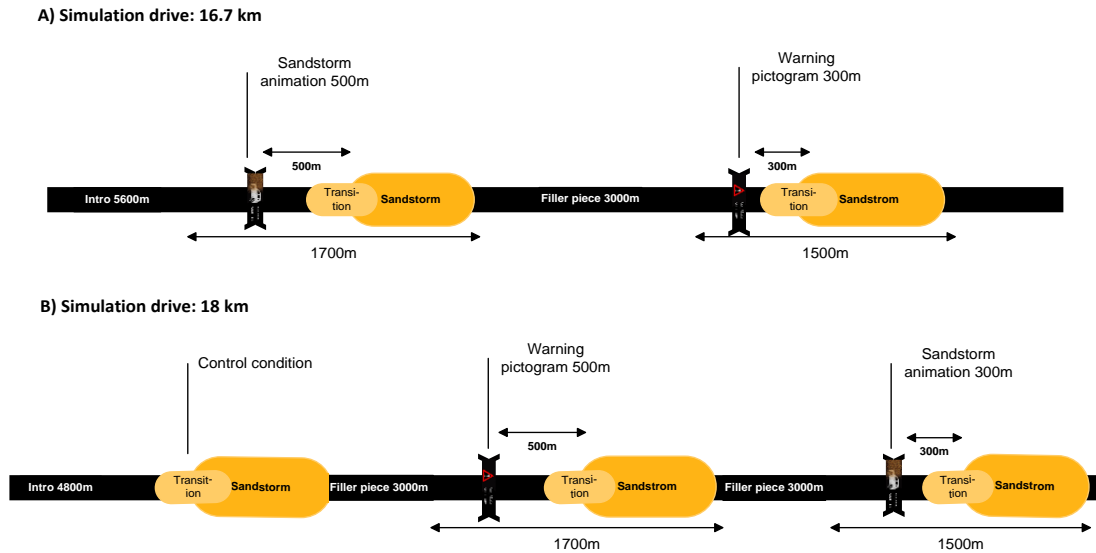 A) Simulation drive: 16.7 km
Sandstorm
animation 500m
Warning
pictogram 300m
500m
300m
Intro 5600m
Transi-
tion
Sandstorm
Filler piece 3000m
Transi-
tion
Sandstrom
1700m
1500m
B) Simulation drive: 18 km
Control condition
Warning
pictogram 500m
Sandstorm
animation 300m
500m
300m
Intro 4800m
Transit-
ion
Sandstorm
Filler piece 3000m
Transi-
tion
Sandstrom
Filler piece 3000m
Transi-
tion
Sandstrom
1700m
1500m